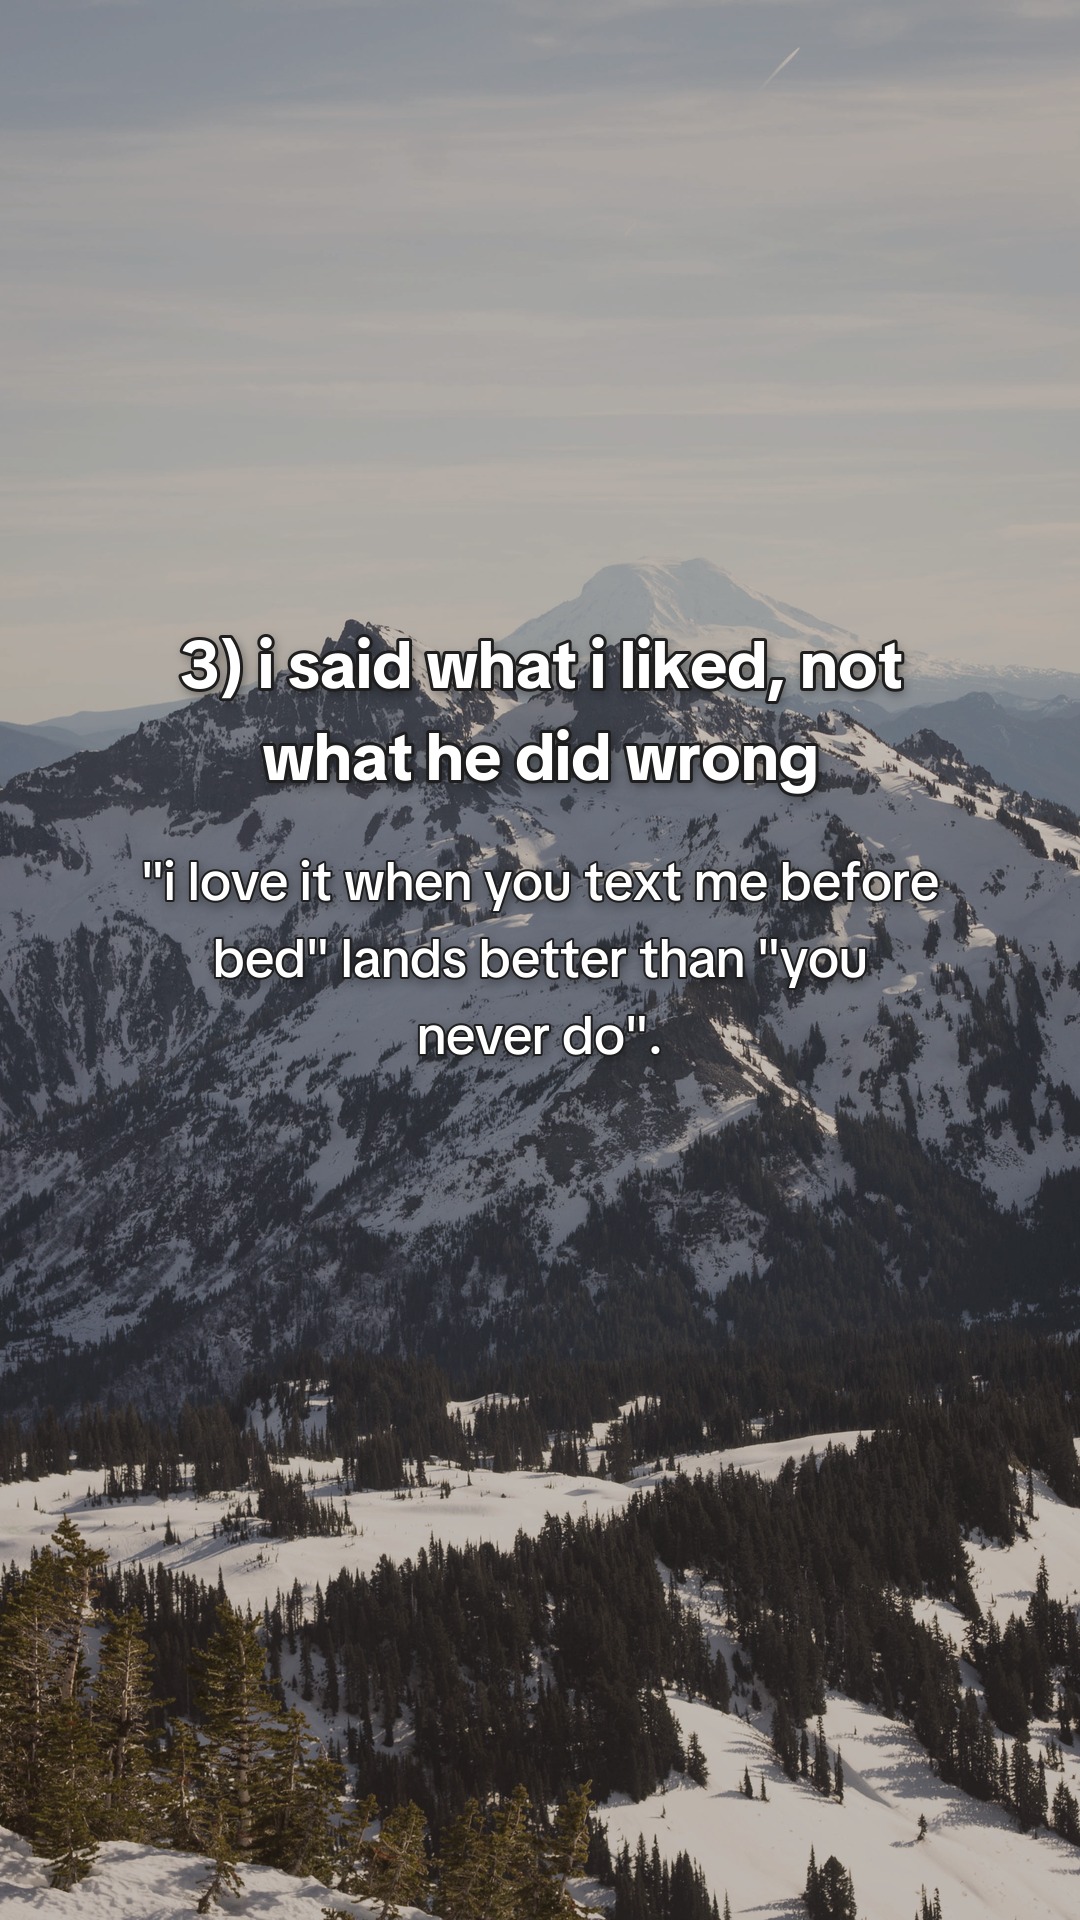 3) i said what i liked, not
what he did wrong
"i love it when you text me before
bed" lands better than "you
never do".